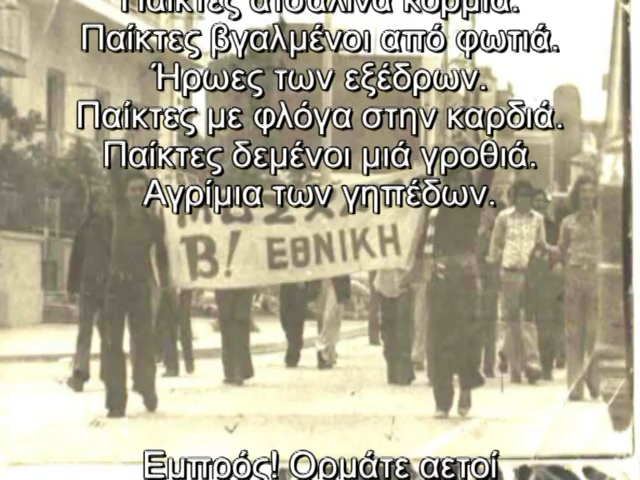 Παίκτες ατσάλινα κορμιά.
Παίκτες βγαλμένοι από φωτιά.
Ήρωες των εξέδρων.
Παίκτες με φλόγα στην καρδιά.
Παίκτες δεμένοι μιά γροθιά.
Αγρίμια των γηπέδων.
Β! ΕΘΝΙΚΗ
Εμπρός! Ορμάτε αετοί